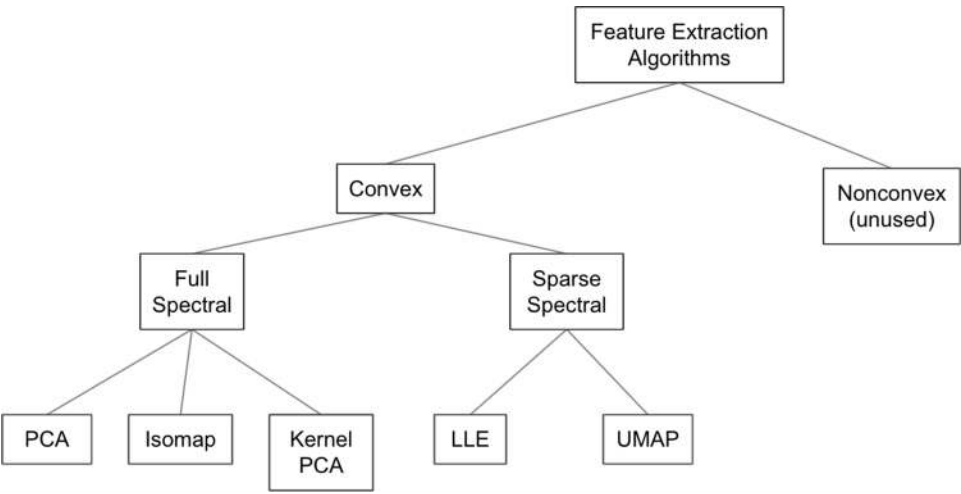 Feature Extraction
Algorithms
Convex
Nonconvex
(unused)
Full
Spectral
Sparse
Spectral
PCA
Isomap
Kernel
PCA
LLE
UMAP